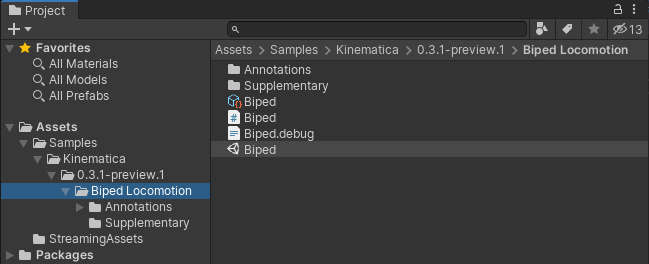 Project
13
Favorites
All Materials
All Models
All Prefabs
Assets
Samples
Kinematica
0.3.1-preview.1
Biped Locomotion
Annotations
Supplementary
StreamingAssets
Packages
Assets > Samples > Kinematica > 0.3.1-preview.1 > Biped Locomotion
Annotations
Supplementary
Biped
Biped
Biped.debug
Biped